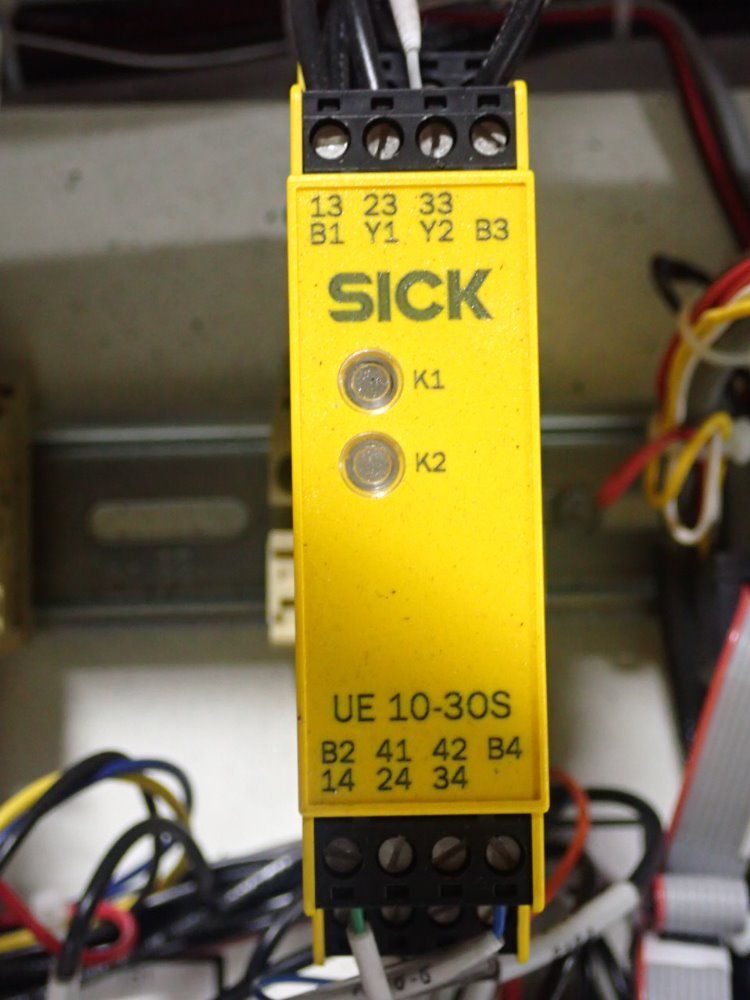 13 23 33
B1 Y1 Y2 B3
SICK
K1
K2
UE 10-30S
B2 41 42 B4
14 24 34